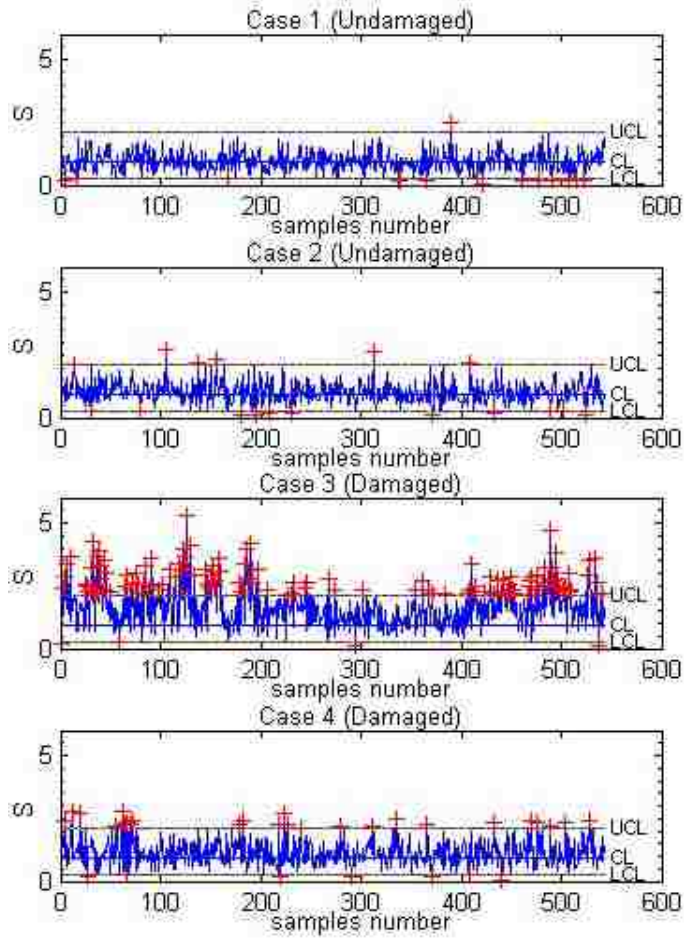 Case 1 (Undamaged)
5
S
UCL
CL
LCL
0
0 100 200 300 400 500 600
samples number
Case 2 (Undamaged)
5
S
UCL
CL
LCL
0
0 100 200 300 400 500 600
samples number
Case 3 (Damaged)
5
S
UCL
CL
LCL
0
0 100 200 300 400 500 600
samples number
Case 4 (Damaged)
5
S
UCL
CL
LCL
0
0 100 200 300 400 500 600
samples number